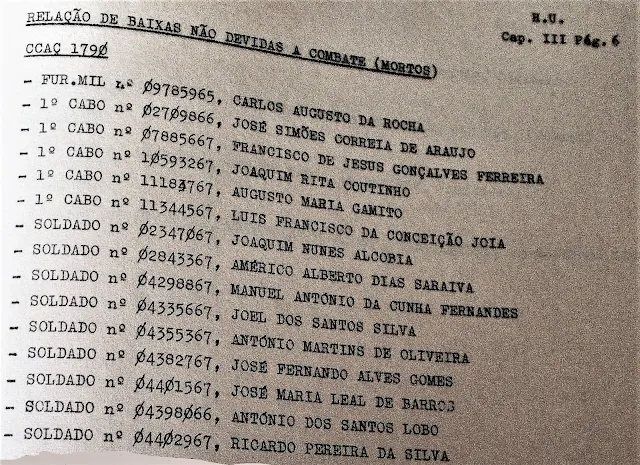 H.U.
Cap. III Pág. 6
RELAÇÃO DE BAIXAS NÃO DEVIDAS A COMBATE (MORTOS)
CCAÇ 179Ø
- FUR.MIL nº Ø9785965, CARLOS AUGUSTO DA ROCHA
- 1º CABO nº Ø27Ø9866, JOSÉ SIMÕES CORREIA DE ARAUJO
- 1º CABO nº Ø7885667, FRANCISCO DE JESUS GONÇALVES FERREIRA
- 1º CABO nº 1Ø593267, JOAQUIM RITA COUTINHO
- 1º CABO nº 11183767, AUGUSTO MARIA GAMITO
- 1º CABO nº 11344567, LUIS FRANCISCO DA CONCEIÇÃO JOIA
- SOLDADO nº Ø2347Ø67, JOAQUIM NUNES ALCOBIA
- SOLDADO nº Ø2843367, AMÉRICO ALBERTO DIAS SARAIVA
- SOLDADO nº Ø4298867, MANUEL ANTÓNIO DA CUNHA FERNANDES
- SOLDADO nº Ø4335667, JOEL DOS SANTOS SILVA
- SOLDADO nº Ø4355367, ANTÓNIO MARTINS DE OLIVEIRA
- SOLDADO nº Ø4382767, JOSÉ FERNANDO ALVES GOMES
- SOLDADO nº Ø44Ø1567, JOSÉ MARIA LEAL DE BARROS
- SOLDADO nº Ø4398Ø66, ANTÓNIO DOS SANTOS LOBO
- SOLDADO nº Ø44Ø2967, RICARDO PEREIRA DA SILVA